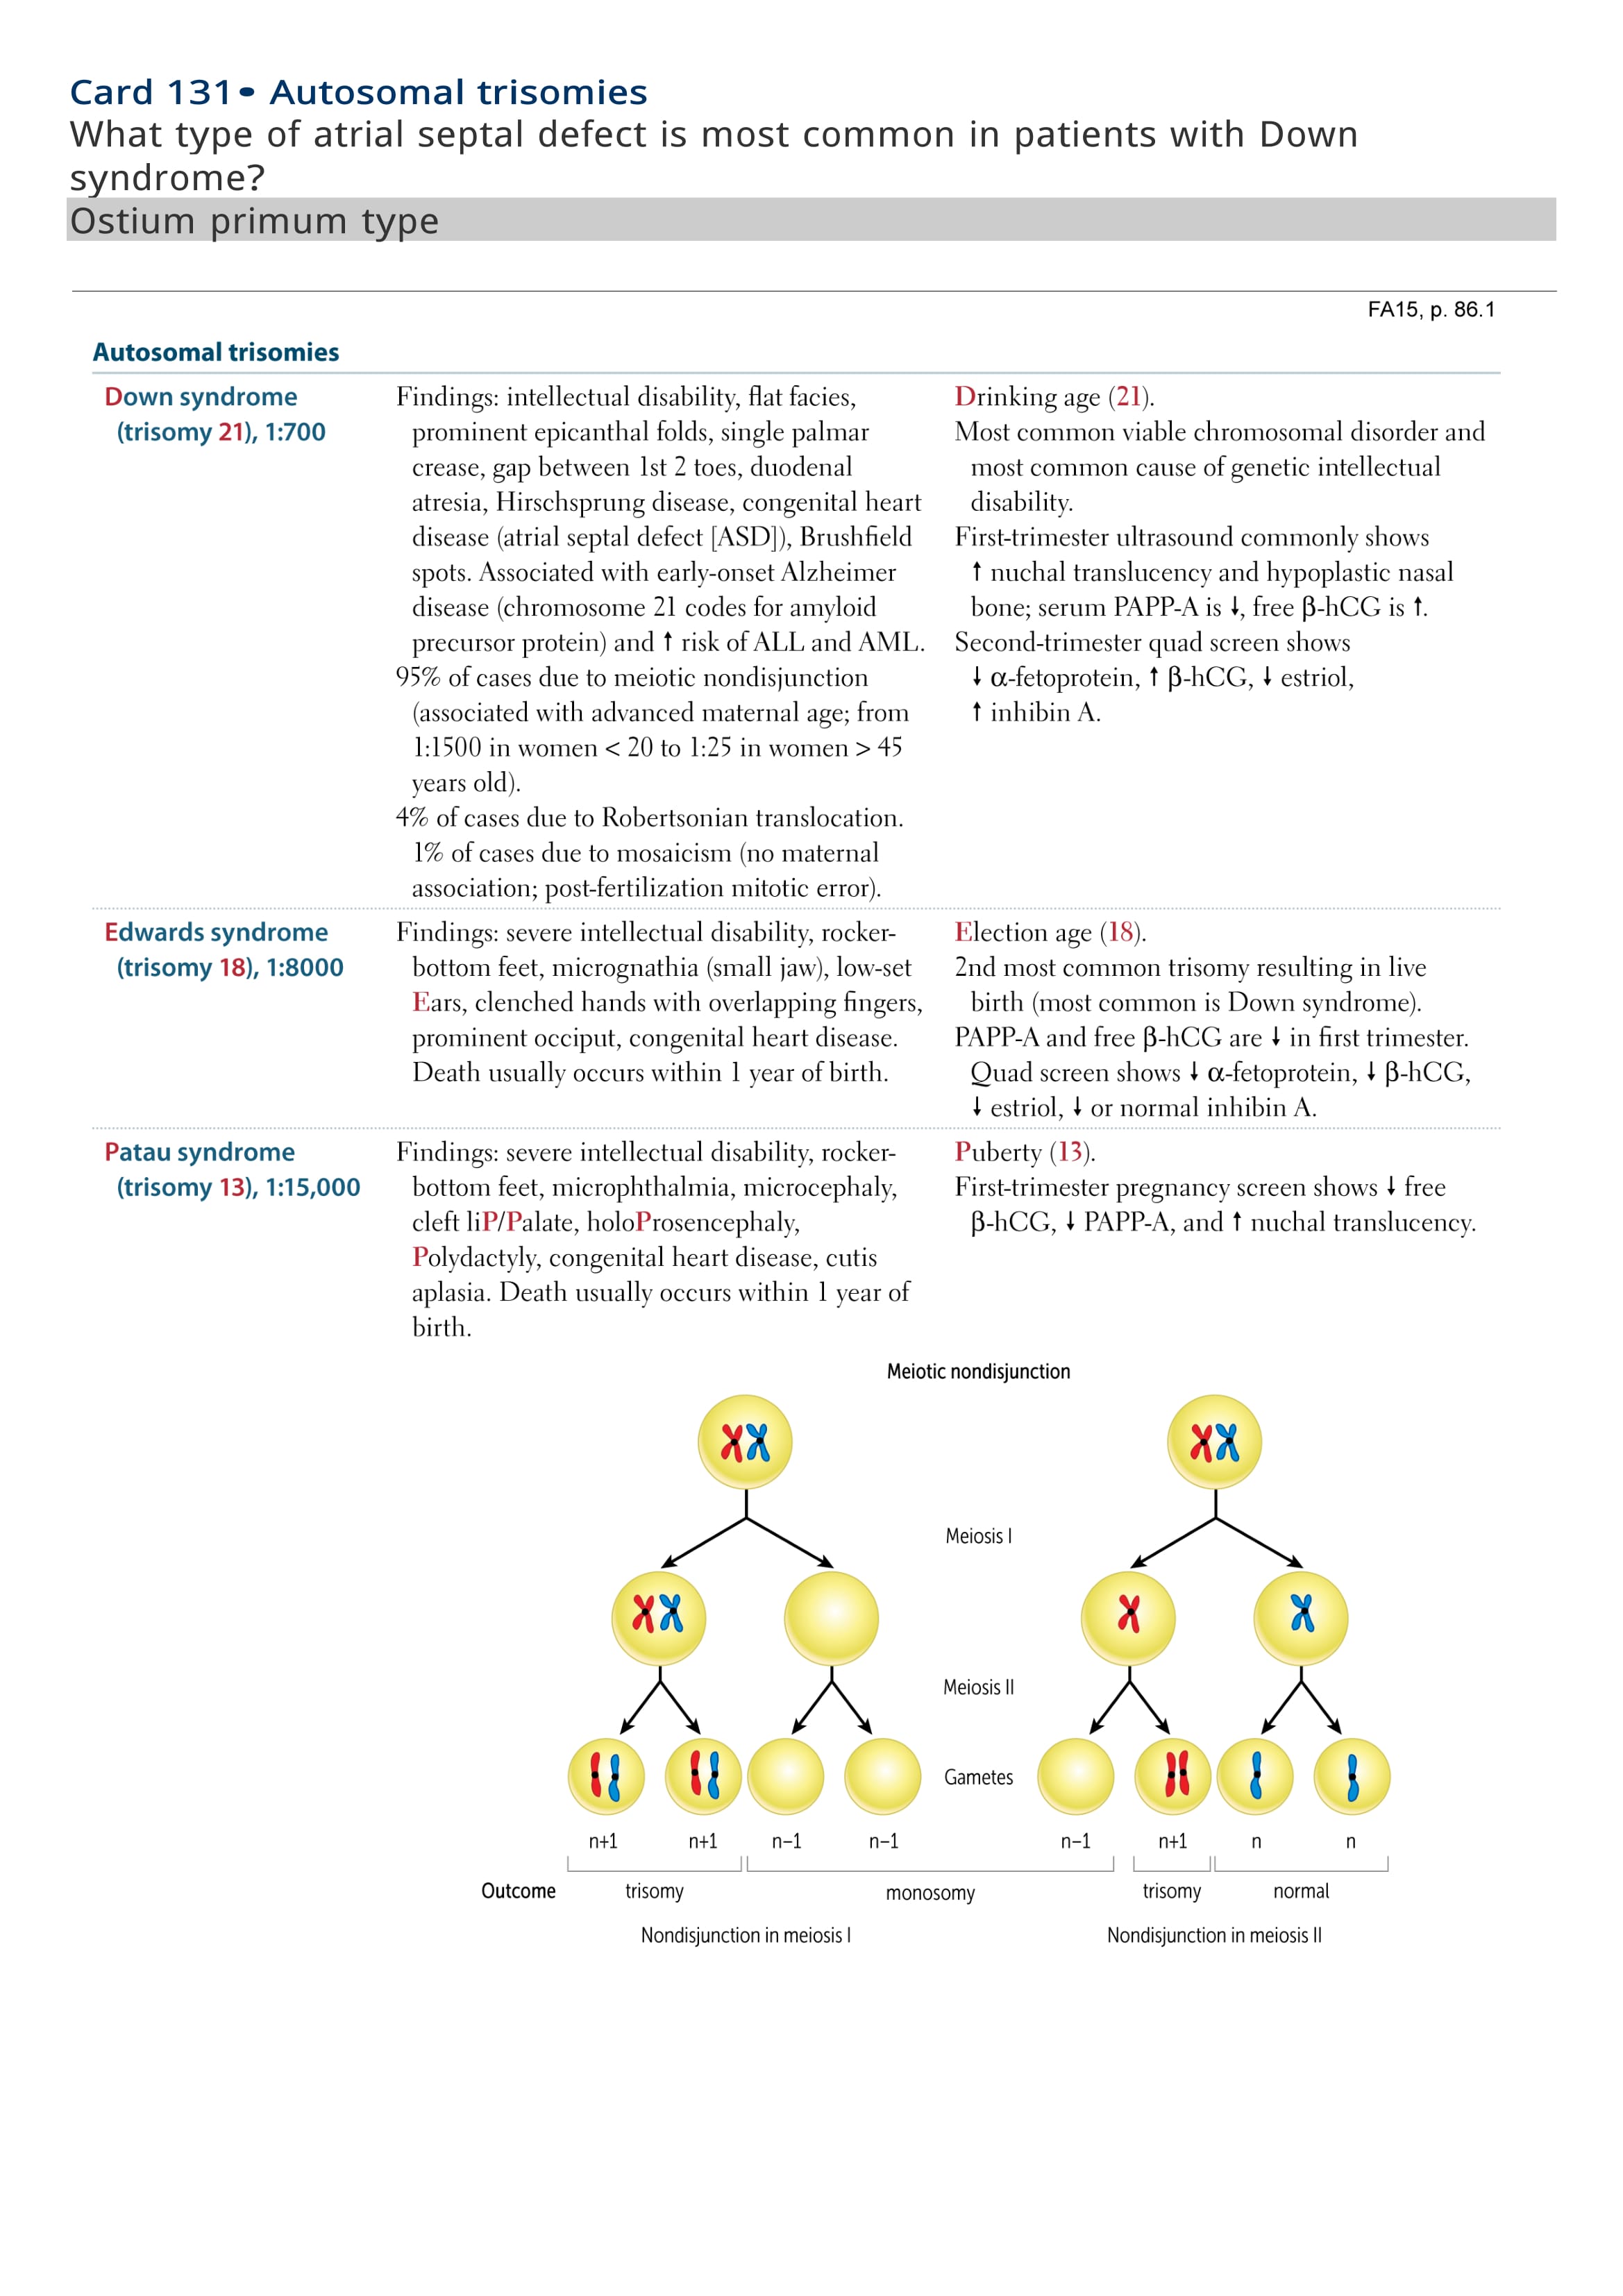 Card 131• Autosomal trisomies
What type of atrial septal defect is most common in patients with Down
syndrome?
Ostium primum type
FA15, p. 86.1
Autosomal trisomies
Down syndrome
(trisomy 21), 1:700
Findings: intellectual disability, flat facies,
prominent epicanthal folds, single palmar
crease, gap between 1st 2 toes, duodenal
atresia, Hirschsprung disease, congenital heart
disease (atrial septal defect [ASD]), Brushfield
spots. Associated with early-onset Alzheimer
disease (chromosome 21 codes for amyloid
precursor protein) and ↑ risk of ALL and AML.
95% of cases due to meiotic nondisjunction
(associated with advanced maternal age; from
1:1500 in women < 20 to 1:25 in women > 45
years old).
4% of cases due to Robertsonian translocation.
1% of cases due to mosaicism (no maternal
association; post-fertilization mitotic error).
Drinking age (21).
Most common viable chromosomal disorder and
most common cause of genetic intellectual
disability.
First-trimester ultrasound commonly shows
↑ nuchal translucency and hypoplastic nasal
bone; serum PAPP-A is ↓, free β-hCG is ↑.
Second-trimester quad screen shows
↓ α-fetoprotein, ↑ β-hCG, ↓ estriol,
↑ inhibin A.
Edwards syndrome
(trisomy 18), 1:8000
Findings: severe intellectual disability, rocker-
bottom feet, micrognathia (small jaw), low-set
Ears, clenched hands with overlapping fingers,
prominent occiput, congenital heart disease.
Death usually occurs within 1 year of birth.
Election age (18).
2nd most common trisomy resulting in live
birth (most common is Down syndrome).
PAPP-A and free β-hCG are ↓ in first trimester.
Quad screen shows ↓ α-fetoprotein, ↓ β-hCG,
↓ estriol, ↓ or normal inhibin A.
Patau syndrome
(trisomy 13), 1:15,000
Findings: severe intellectual disability, rocker-
bottom feet, microphthalmia, microcephaly,
cleft liP/Palate, holoProsencephaly,
Polydactyly, congenital heart disease, cutis
aplasia. Death usually occurs within 1 year of
birth.
Puberty (13).
First-trimester pregnancy screen shows ↓ free
β-hCG, ↓ PAPP-A, and ↑ nuchal translucency.
Meiotic nondisjunction
Meiosis I
Meiosis II
Gametes
n+1 n+1 n–1 n–1 n–1 n+1 n n
Outcome trisomy monosomy trisomy normal
Nondisjunction in meiosis I Nondisjunction in meiosis II